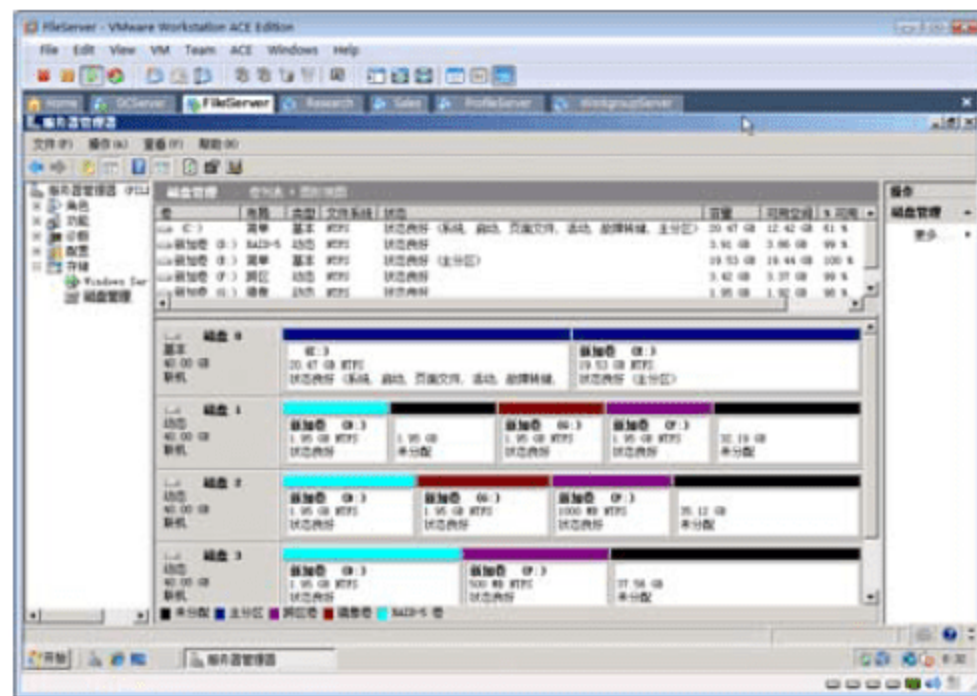 FileServer - VMware Workstation ACE Edition
File Edit View VM Team ACE Windows Help
Home DCServer FileServer Research Sales ProfileServer WorkgroupServer
服务器管理器
文件(F) 操作(A) 查看(V) 帮助(H)
服务器管理器 (FILE
角色
功能
诊断
配置
存储
Windows Ser
磁盘管理
磁盘管理 卷列表 + 图形视图
卷 布局 类型 文件系统 状态 容量 可用空间 % 可用
(C:) 简单 基本 NTFS 状态良好 (系统, 启动, 页面文件, 活动, 故障转储, 主分区) 20.47 GB 12.42 GB 61 %
新加卷 (D:) RAID-5 动态 NTFS 状态良好 3.91 GB 3.86 GB 99 %
新加卷 (E:) 简单 基本 NTFS 状态良好 (主分区) 19.53 GB 19.44 GB 100 %
新加卷 (F:) 跨区 动态 NTFS 状态良好 3.42 GB 3.37 GB 99 %
新加卷 (G:) 镜像 动态 NTFS 状态良好 1.95 GB 1.92 GB 98 %
操作
磁盘管理
更多...
磁盘 0
基本
40.00 GB
联机
(C:)
20.47 GB NTFS
状态良好 (系统, 启动, 页面文件, 活动, 故障转储,
新加卷 (E:)
19.53 GB NTFS
状态良好 (主分区)
磁盘 1
动态
40.00 GB
联机
新加卷 (D:)
1.95 GB NTFS
状态良好
1.95 GB
未分配
新加卷 (G:)
1.95 GB NTFS
状态良好
新加卷 (F:)
1.95 GB NTFS
状态良好
32.19 GB
未分配
磁盘 2
动态
40.00 GB
联机
新加卷 (D:)
1.95 GB NTFS
状态良好
新加卷 (G:)
1.95 GB NTFS
状态良好
新加卷 (F:)
1000 MB NTFS
状态良好
35.12 GB
未分配
磁盘 3
动态
40.00 GB
联机
新加卷 (D:)
1.95 GB NTFS
状态良好
新加卷 (F:)
500 MB NTFS
状态良好
37.56 GB
未分配
未分配 主分区 跨区卷 镜像卷 RAID-5 卷
开始 服务器管理器